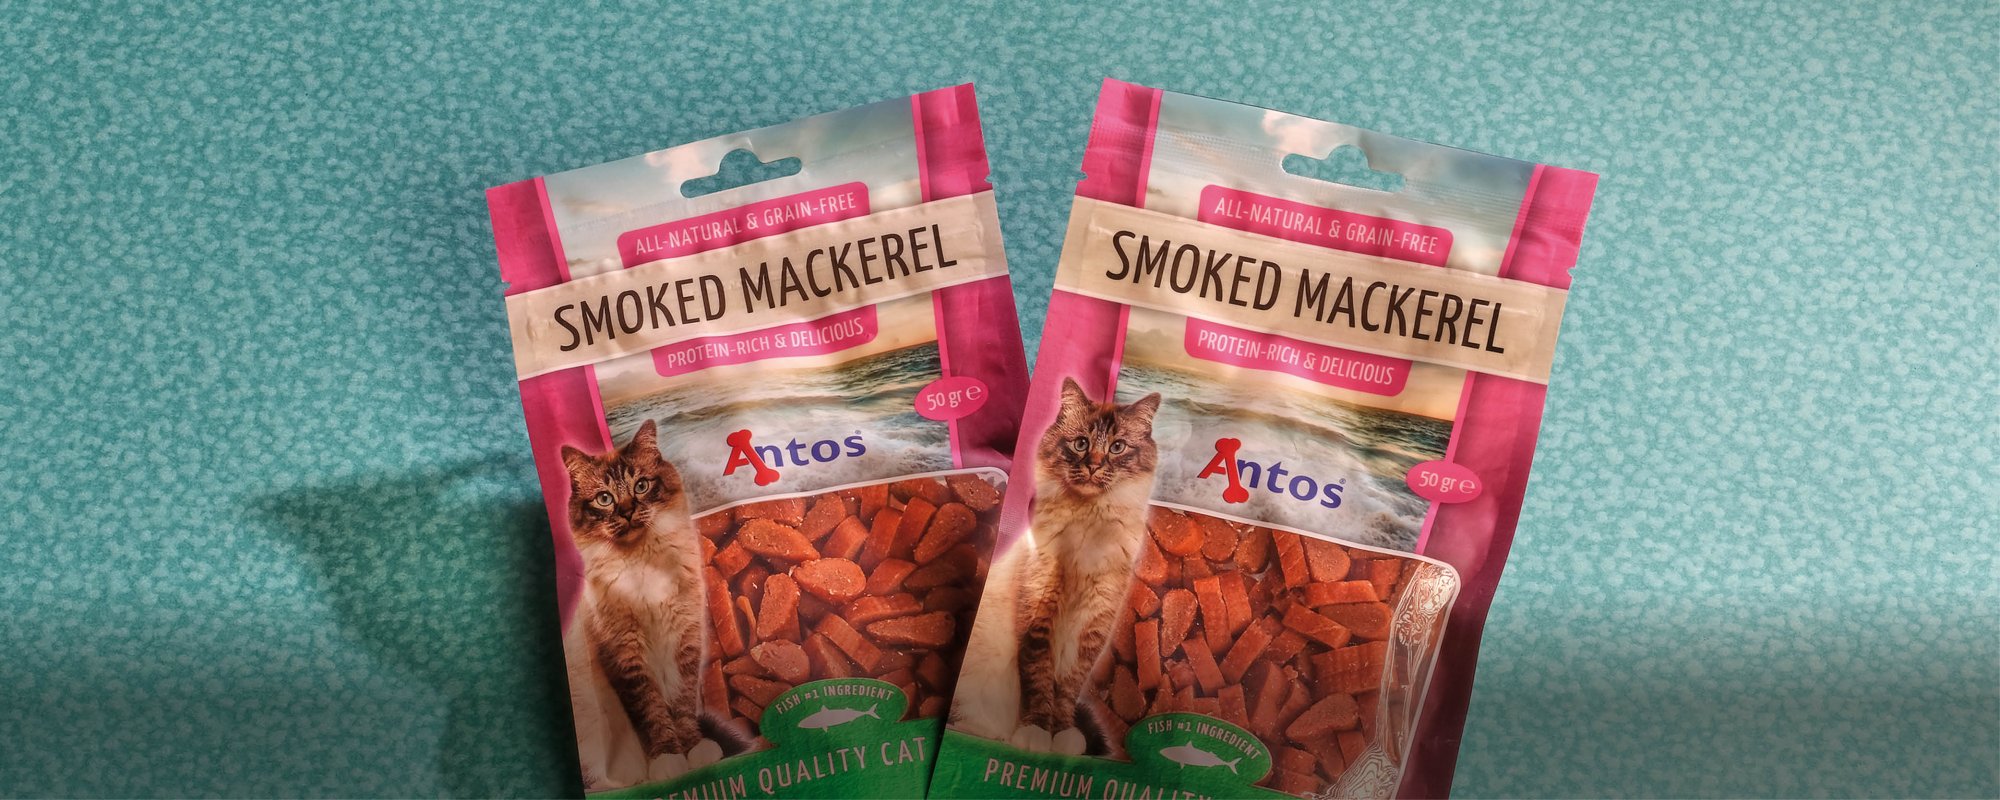 ALL-NATURAL & GRAIN-FREE
SMOKED MACKEREL
PROTEIN-RICH & DELICIOUS
50 gr ℮
Antos®
FISH #1 INGREDIENT
QUALITY CAT
ALL-NATURAL & GRAIN-FREE
SMOKED MACKEREL
PROTEIN-RICH & DELICIOUS
50 gr ℮
Antos®
FISH #1 INGREDIENT
PREMIUM QUALITY